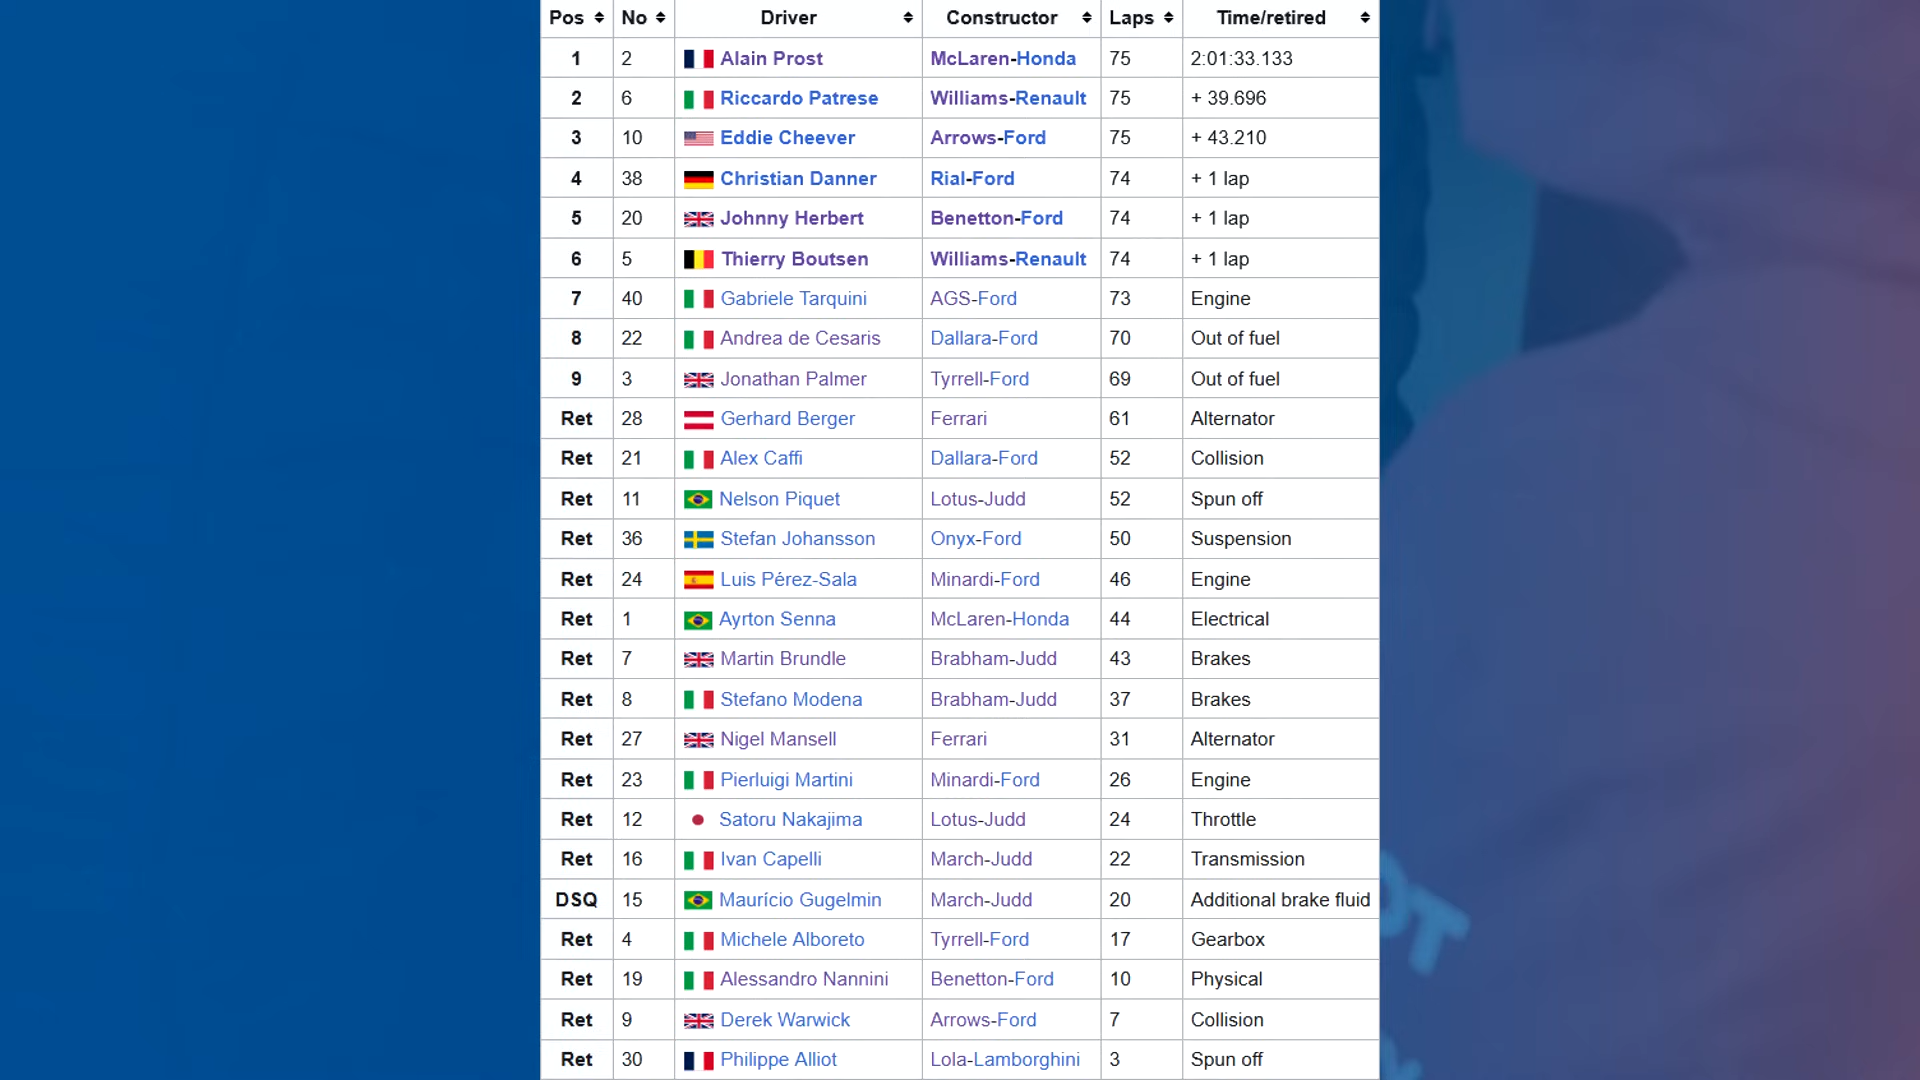 Pos No Driver Constructor Laps Time/retired
1 2 Alain Prost McLaren-Honda 75 2:01:33.133
2 6 Riccardo Patrese Williams-Renault 75 + 39.696
3 10 Eddie Cheever Arrows-Ford 75 + 43.210
4 38 Christian Danner Rial-Ford 74 + 1 lap
5 20 Johnny Herbert Benetton-Ford 74 + 1 lap
6 5 Thierry Boutsen Williams-Renault 74 + 1 lap
7 40 Gabriele Tarquini AGS-Ford 73 Engine
8 22 Andrea de Cesaris Dallara-Ford 70 Out of fuel
9 3 Jonathan Palmer Tyrrell-Ford 69 Out of fuel
Ret 28 Gerhard Berger Ferrari 61 Alternator
Ret 21 Alex Caffi Dallara-Ford 52 Collision
Ret 11 Nelson Piquet Lotus-Judd 52 Spun off
Ret 36 Stefan Johansson Onyx-Ford 50 Suspension
Ret 24 Luis Pérez-Sala Minardi-Ford 46 Engine
Ret 1 Ayrton Senna McLaren-Honda 44 Electrical
Ret 7 Martin Brundle Brabham-Judd 43 Brakes
Ret 8 Stefano Modena Brabham-Judd 37 Brakes
Ret 27 Nigel Mansell Ferrari 31 Alternator
Ret 23 Pierluigi Martini Minardi-Ford 26 Engine
Ret 12 Satoru Nakajima Lotus-Judd 24 Throttle
Ret 16 Ivan Capelli March-Judd 22 Transmission
DSQ 15 Maurício Gugelmin March-Judd 20 Additional brake fluid
Ret 4 Michele Alboreto Tyrrell-Ford 17 Gearbox
Ret 19 Alessandro Nannini Benetton-Ford 10 Physical
Ret 9 Derek Warwick Arrows-Ford 7 Collision
Ret 30 Philippe Alliot Lola-Lamborghini 3 Spun off